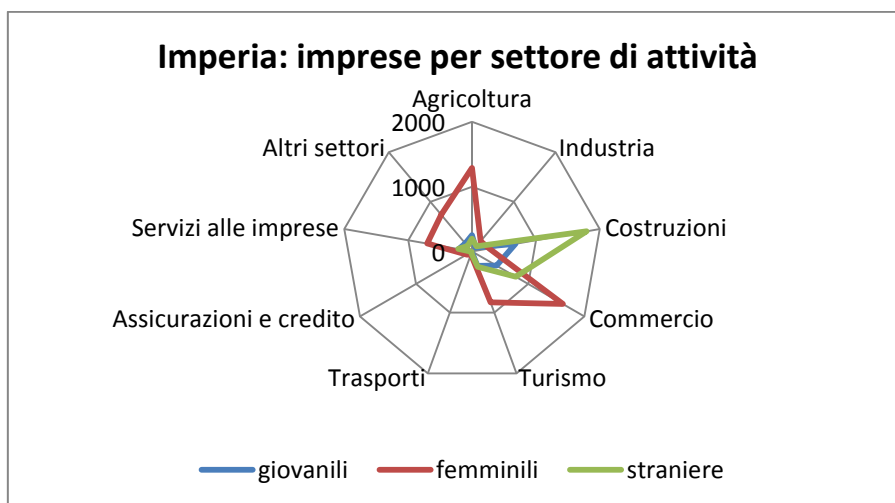 Imperia: imprese per settore di attività
Agricoltura
2000
Altri settori
Industria
1000
Servizi alle imprese
Costruzioni
0
Assicurazioni e credito
Commercio
Trasporti
Turismo
giovanili femminili straniere